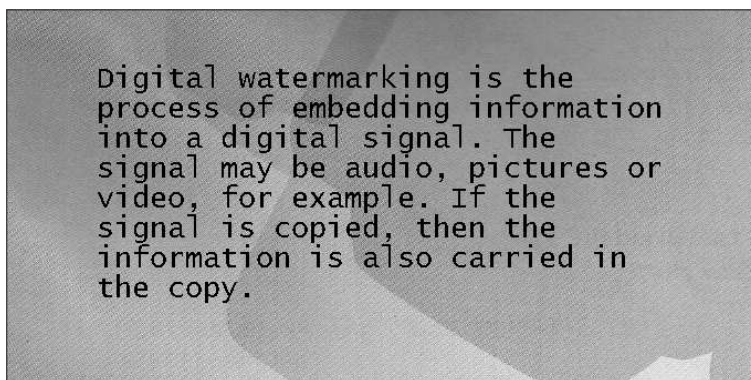 Digital watermarking is the
process of embedding information
into a digital signal. The
signal may be audio, pictures or
video, for example. If the
signal is copied, then the
information is also carried in
the copy.